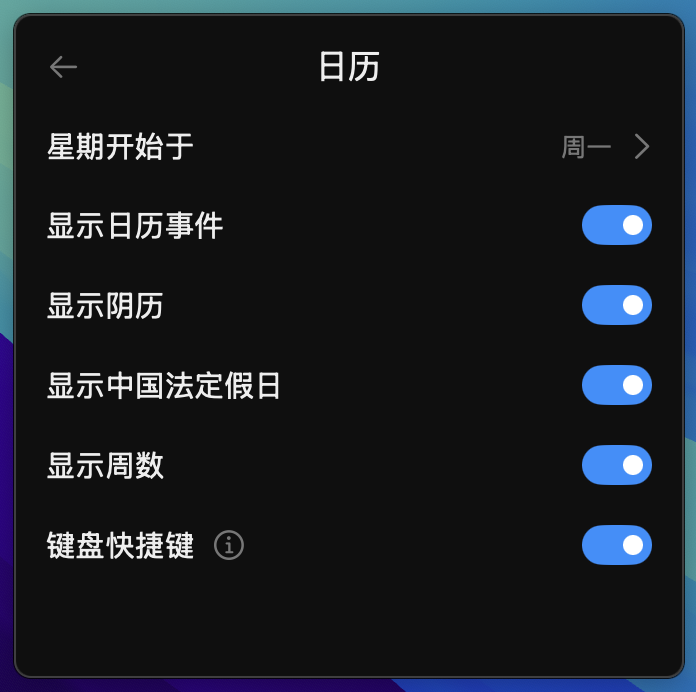 日历
星期开始于 周一
显示日历事件
显示阴历
显示中国法定假日
显示周数
键盘快捷键